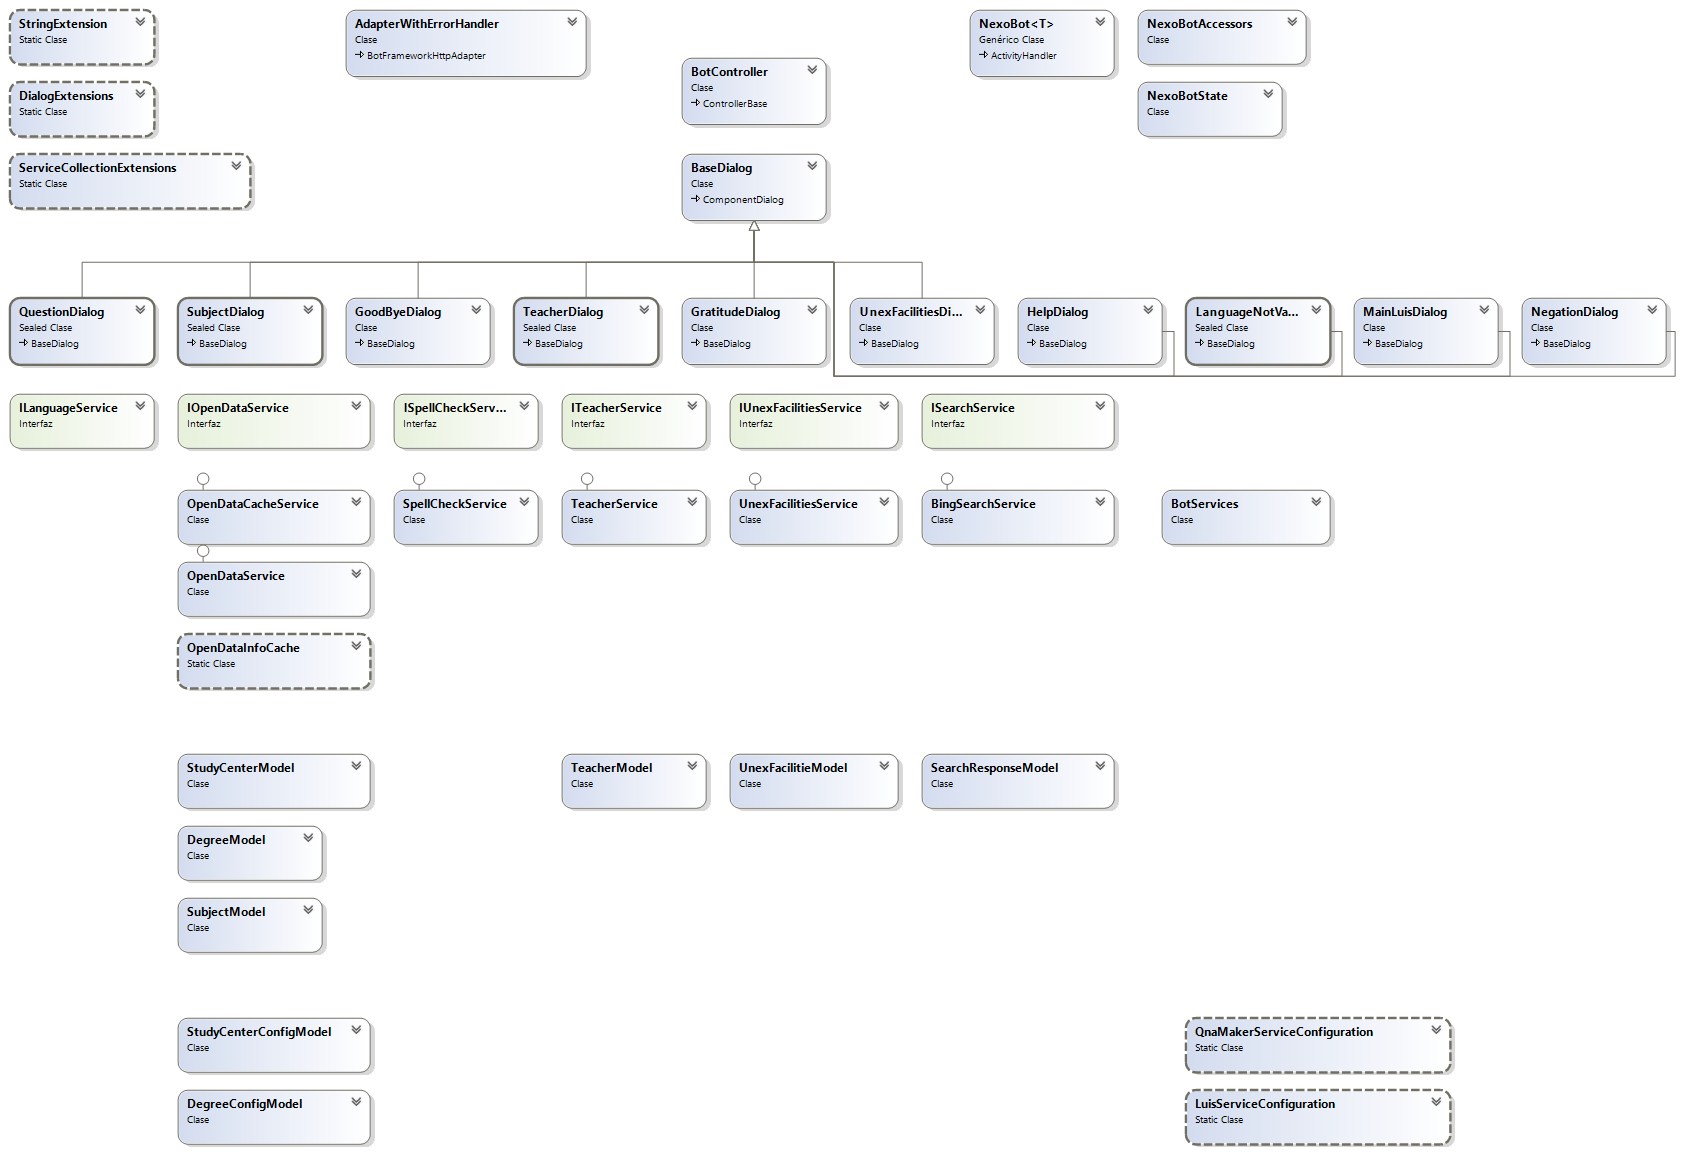 StringExtension
Static Clase
DialogExtensions
Static Clase
ServiceCollectionExtensions
Static Clase
AdapterWithErrorHandler
Clase
BotFrameworkHttpAdapter
BotController
Clase
ControllerBase
BaseDialog
Clase
ComponentDialog
NexoBot<T>
Genérico Clase
ActivityHandler
NexoBotAccessors
Clase
NexoBotState
Clase
QuestionDialog
Sealed Clase
BaseDialog
SubjectDialog
Sealed Clase
BaseDialog
GoodByeDialog
Clase
BaseDialog
TeacherDialog
Sealed Clase
BaseDialog
GratitudeDialog
Clase
BaseDialog
UnexFacilitiesDi...
Clase
BaseDialog
HelpDialog
Clase
BaseDialog
LanguageNotVa...
Sealed Clase
BaseDialog
MainLuisDialog
Clase
BaseDialog
NegationDialog
Clase
BaseDialog
ILanguageService
Interfaz
IOpenDataService
Interfaz
ISpellCheckServ...
Interfaz
ITeacherService
Interfaz
IUnexFacilitiesService
Interfaz
ISearchService
Interfaz
OpenDataCacheService
Clase
SpellCheckService
Clase
TeacherService
Clase
UnexFacilitiesService
Clase
BingSearchService
Clase
BotServices
Clase
OpenDataService
Clase
OpenDataInfoCache
Static Clase
StudyCenterModel
Clase
TeacherModel
Clase
UnexFacilitieModel
Clase
SearchResponseModel
Clase
DegreeModel
Clase
SubjectModel
Clase
StudyCenterConfigModel
Clase
QnaMakerServiceConfiguration
Static Clase
DegreeConfigModel
Clase
LuisServiceConfiguration
Static Clase